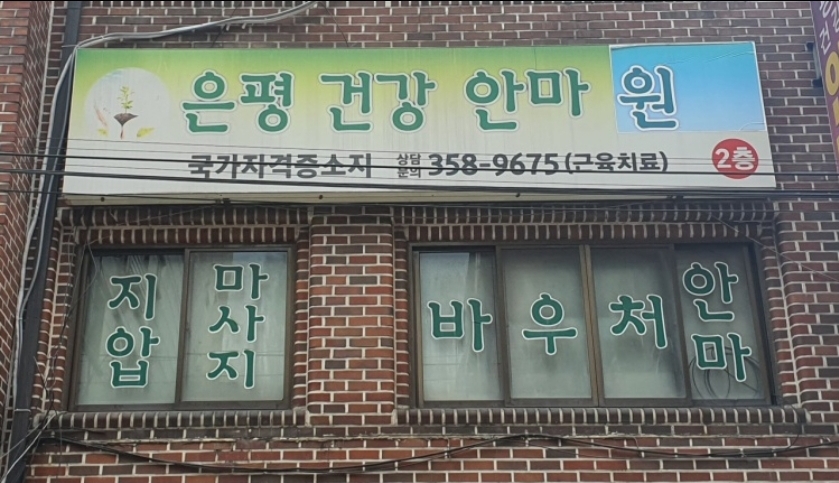 은평 건강 안마 원
국가자격증소지 상담문의 358-9675 (근육치료) 2층
지압 마사지 바우처 안마